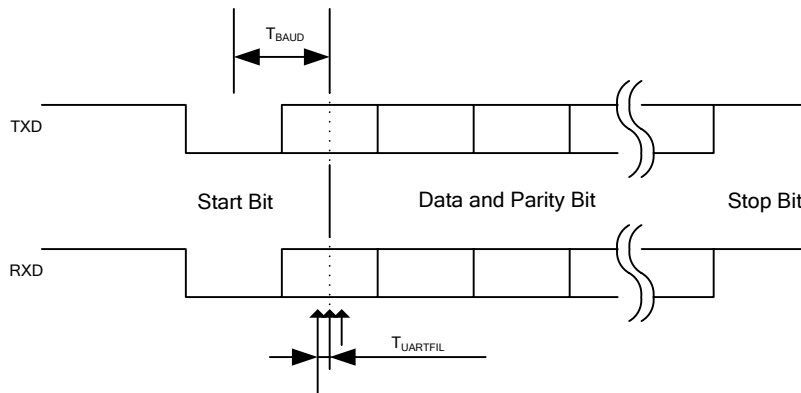 TBAUD
TXD
Start Bit
Data and Parity Bit
Stop Bit
RXD
TUARTFIL